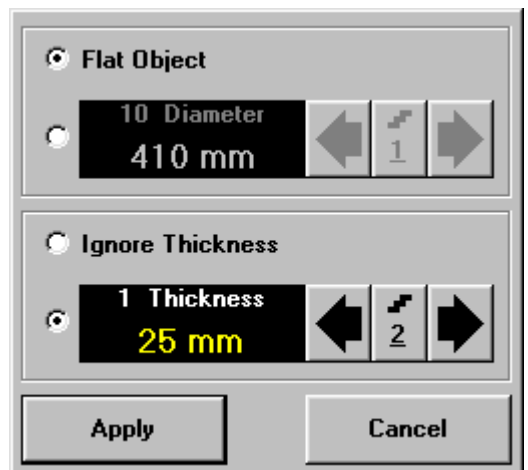 Flat Object
10 Diameter
410 mm
1
Ignore Thickness
1 Thickness
25 mm
2
Apply
Cancel